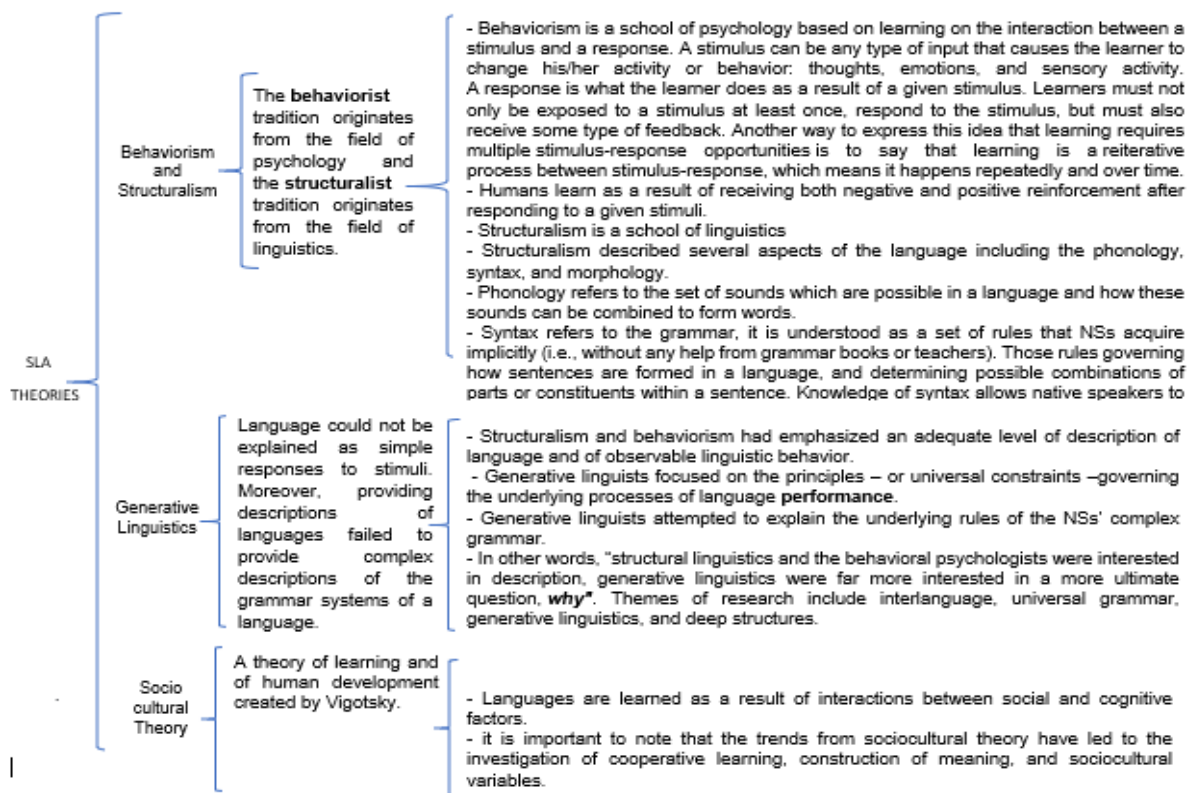 SLA
THEORIES
Behaviorism
and
Structuralism
The behaviorist
tradition originates
from the field of
psychology and
the structuralist
tradition originates
from the field of
linguistics.
- Behaviorism is a school of psychology based on learning on the interaction between a
stimulus and a response. A stimulus can be any type of input that causes the learner to
change his/her activity or behavior: thoughts, emotions, and sensory activity.
A response is what the learner does as a result of a given stimulus. Learners must not
only be exposed to a stimulus at least once, respond to the stimulus, but must also
receive some type of feedback. Another way to express this idea that learning requires
multiple stimulus-response opportunities is to say that learning is a reiterative
process between stimulus-response, which means it happens repeatedly and over time.
- Humans learn as a result of receiving both negative and positive reinforcement after
responding to a given stimuli.
- Structuralism is a school of linguistics
- Structuralism described several aspects of the language including the phonology,
syntax, and morphology.
- Phonology refers to the set of sounds which are possible in a language and how these
sounds can be combined to form words.
- Syntax refers to the grammar, it is understood as a set of rules that NSs acquire
implicitly (i.e., without any help from grammar books or teachers). Those rules governing
how sentences are formed in a language, and determining possible combinations of
parts or constituents within a sentence. Knowledge of syntax allows native speakers to
Generative
Linguistics
Language could not be
explained as simple
responses to stimuli.
Moreover, providing
descriptions of
languages failed to
provide complex
descriptions of the
grammar systems of a
language.
- Structuralism and behaviorism had emphasized an adequate level of description of
language and of observable linguistic behavior.
- Generative linguists focused on the principles – or universal constraints –governing
the underlying processes of language performance.
- Generative linguists attempted to explain the underlying rules of the NSs' complex
grammar.
- In other words, "structural linguistics and the behavioral psychologists were interested
in description, generative linguistics were far more interested in a more ultimate
question, why". Themes of research include interlanguage, universal grammar,
generative linguistics, and deep structures.
Socio
cultural
Theory
A theory of learning and
of human development
created by Vigotsky.
- Languages are learned as a result of interactions between social and cognitive
factors.
- it is important to note that the trends from sociocultural theory have led to the
investigation of cooperative learning, construction of meaning, and sociocultural
variables.